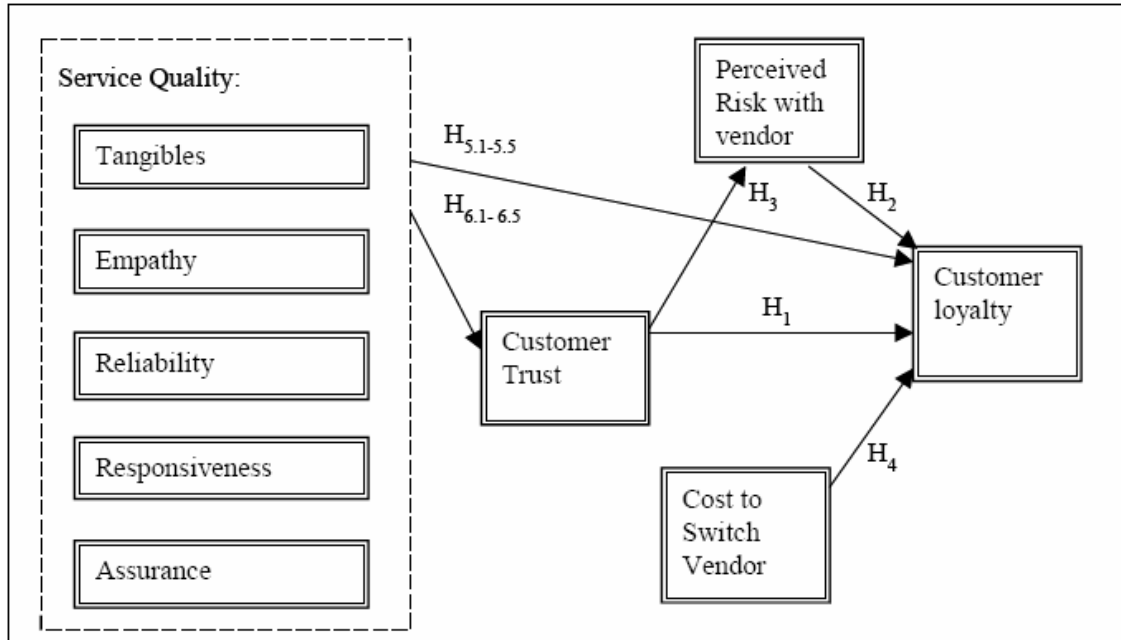 Service Quality:
Tangibles
Empathy
Reliability
Responsiveness
Assurance
H5.1-5.5
H6.1- 6.5
Customer
Trust
Perceived
Risk with
vendor
H3
H2
H1
Customer
loyalty
H4
Cost to
Switch
Vendor